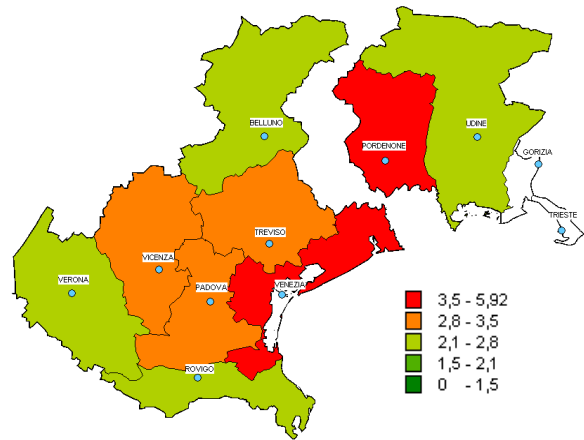 BELLUNO
UDINE
PORDENONE
GORIZIA
TRIESTE
TREVISO
VICENZA
VERONA
PADOVA
VENEZIA
ROVIGO
3,5 - 5,92
2,8 - 3,5
2,1 - 2,8
1,5 - 2,1
0 - 1,5